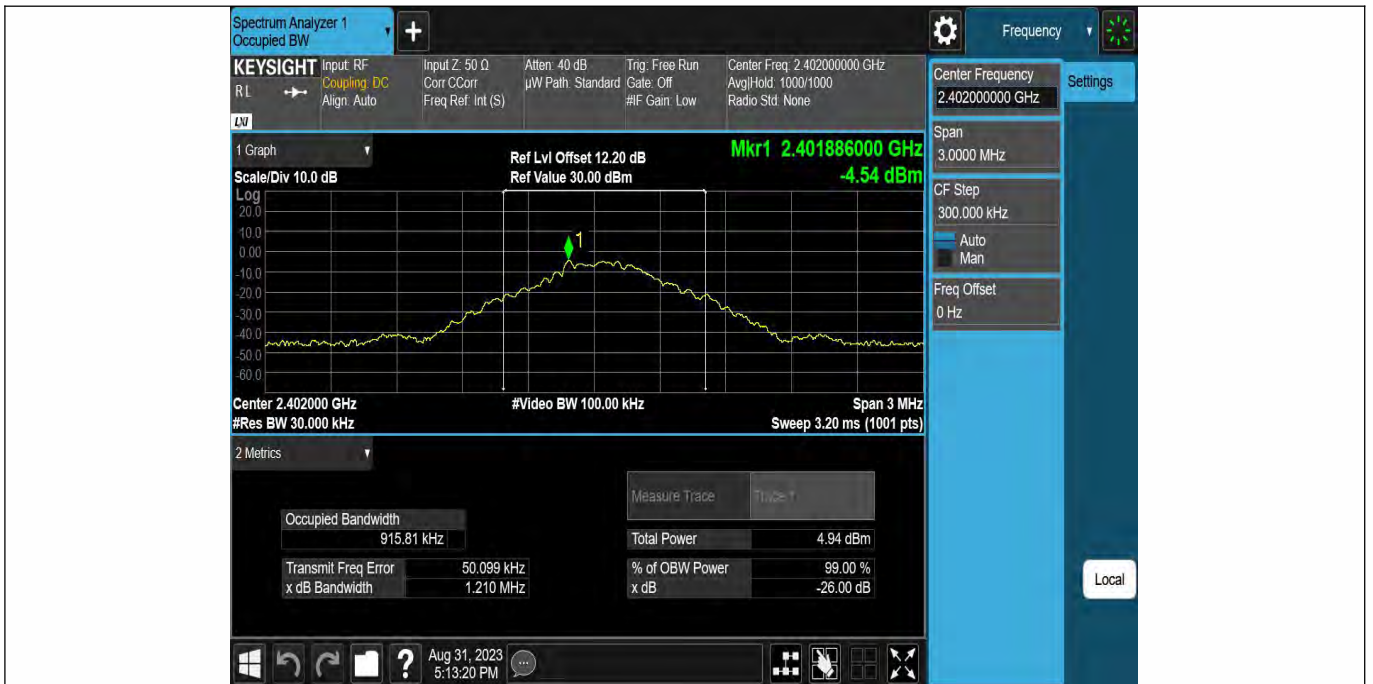 Spectrum Analyzer 1
Occupied BW
+
Frequency
KEYSIGHT
RL
LXI
Input: RF
Coupling: DC
Align: Auto
Input Z: 50 Ω
Corr CCorr
Freq Ref: Int (S)
Atten: 40 dB
µW Path: Standard
Trig: Free Run
Gate: Off
#IF Gain: Low
Center Freq: 2.402000000 GHz
Avg|Hold: 1000/1000
Radio Std: None
Center Frequency
2.402000000 GHz
Settings
Span
3.0000 MHz
CF Step
300.000 kHz
Auto
Man
Freq Offset
0 Hz
Local
1 Graph
Scale/Div 10.0 dB
Ref Lvl Offset 12.20 dB
Ref Value 30.00 dBm
Mkr1 2.401886000 GHz
-4.54 dBm
Log
20.0
10.0
0.00
-10.0
-20.0
-30.0
-40.0
-50.0
-60.0
1
Center 2.402000 GHz
#Res BW 30.000 kHz
#Video BW 100.00 kHz
Span 3 MHz
Sweep 3.20 ms (1001 pts)
2 Metrics
Measure Trace Trace 1
Occupied Bandwidth
915.81 kHz
Total Power 4.94 dBm
Transmit Freq Error 50.099 kHz
x dB Bandwidth 1.210 MHz
% of OBW Power 99.00 %
x dB -26.00 dB
?
Aug 31, 2023
5:13:20 PM